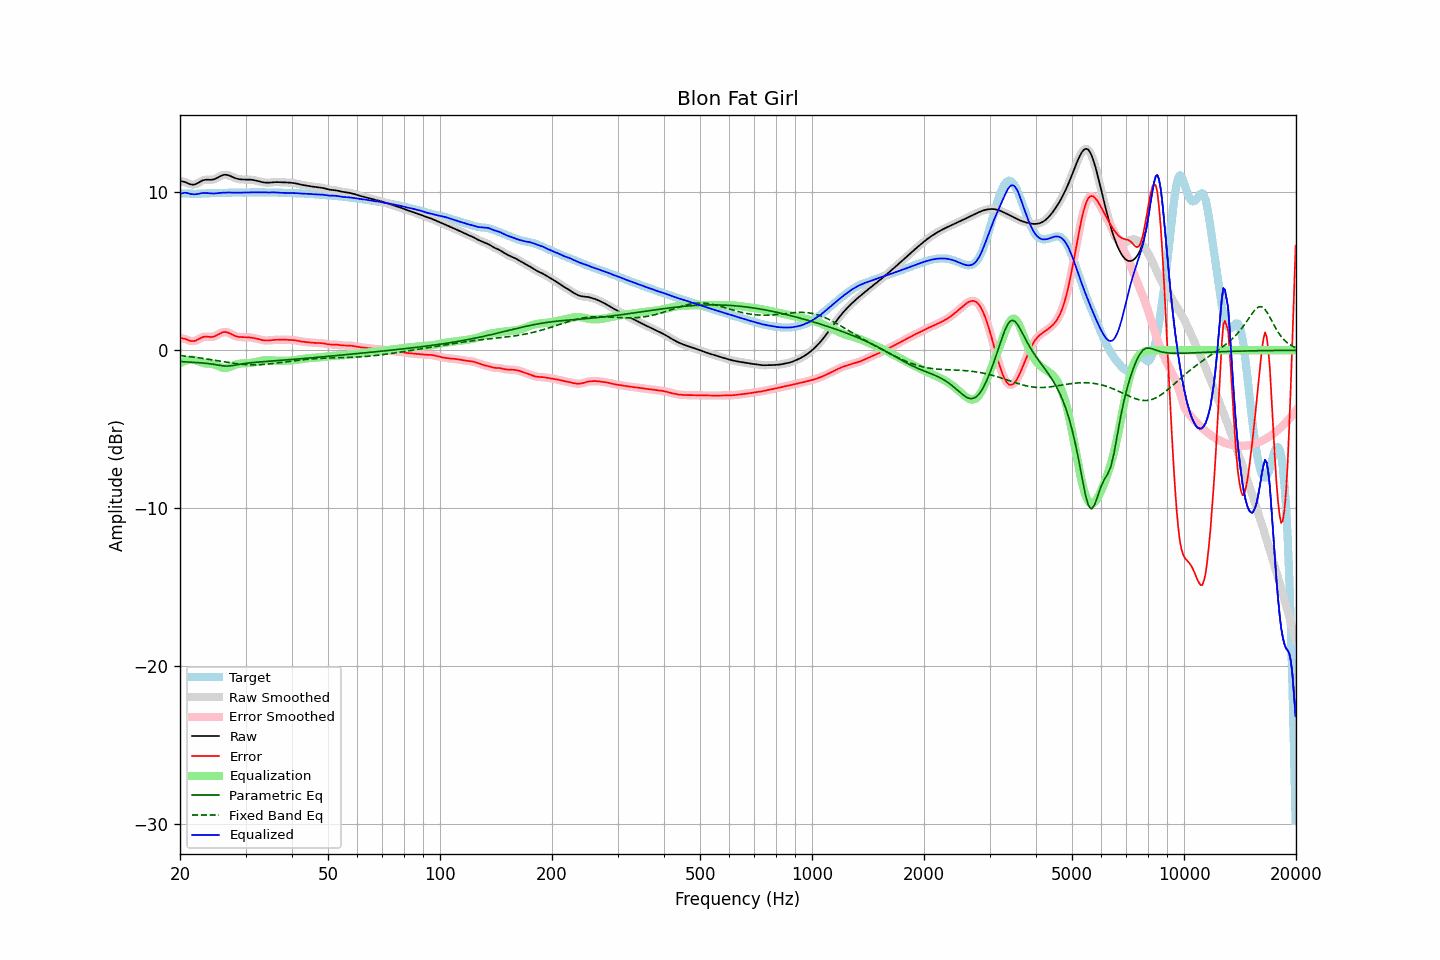 Blon Fat Girl
Amplitude (dBr)
10
0
−10
−20
−30
Target
Raw Smoothed
Error Smoothed
Raw
Error
Equalization
Parametric Eq
Fixed Band Eq
Equalized
20 50 100 200 500 1000 2000 5000 10000 20000
Frequency (Hz)